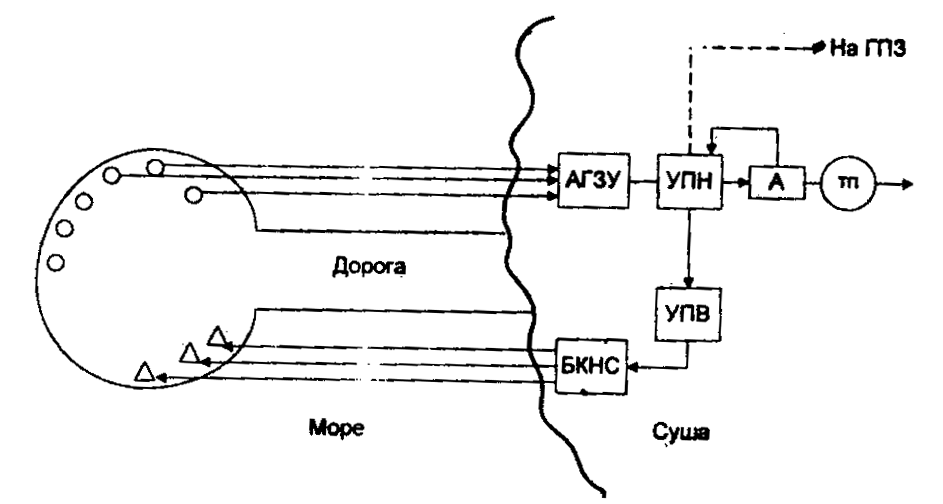 На ГПЗ
АГЗУ
УПН
А
тп
Дорога
УПВ
БКНС
Море
Суша